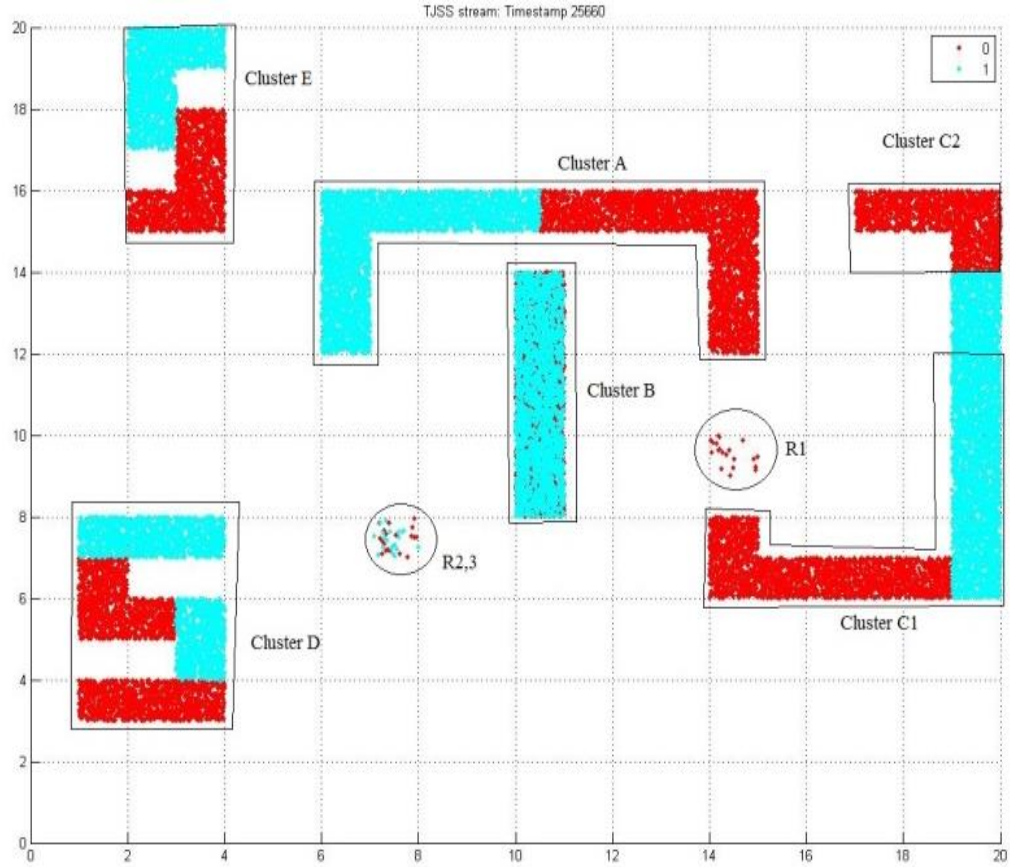 TJSS stream: Timestamp 25660
20
0
1
Cluster E
18
Cluster C2
Cluster A
16
14
12
Cluster B
10
R1
8
R2,3
6
Cluster C1
Cluster D
4
2
0
0 2 4 6 8 10 12 14 16 18 20